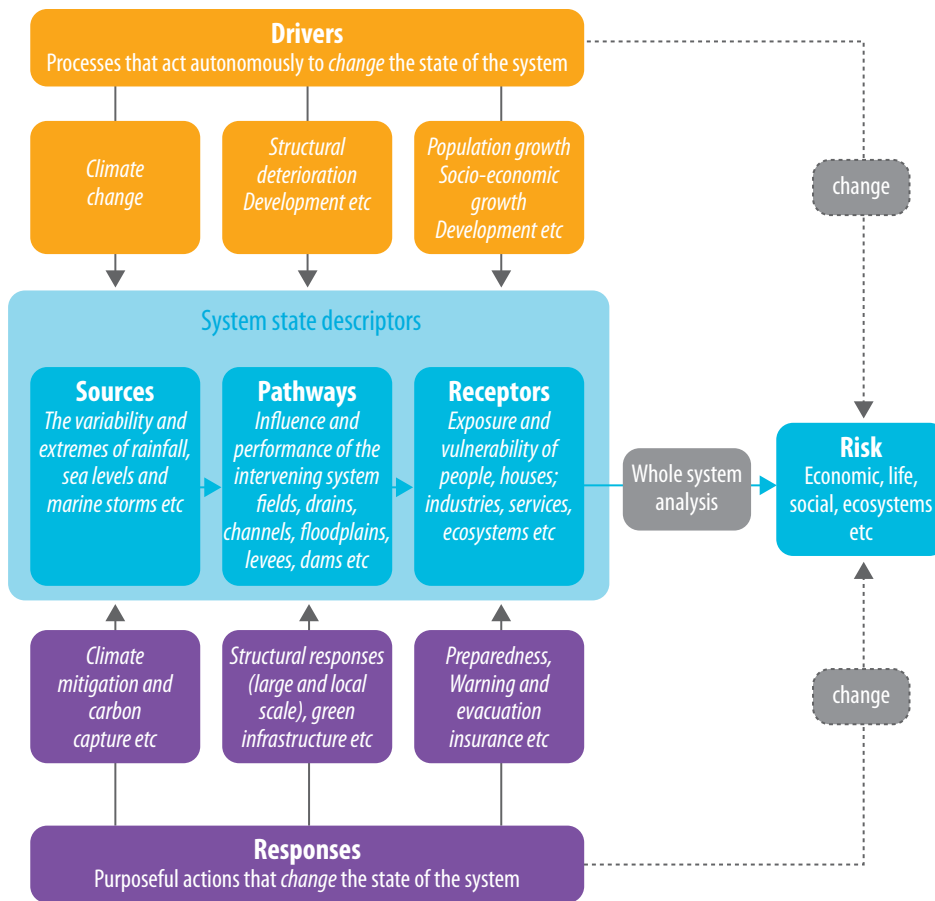 Drivers
Processes that act autonomously to change the state of the system
Climate
change
Structural
deterioration
Development etc
Population growth
Socio-economic
growth
Development etc
change
System state descriptors
Sources
The variability and
extremes of rainfall,
sea levels and
marine storms etc
Pathways
Influence and
performance of the
intervening system
fields, drains,
channels, floodplains,
levees, dams etc
Receptors
Exposure and
vulnerability of
people, houses;
industries, services,
ecosystems etc
Whole system
analysis
Risk
Economic, life,
social, ecosystems
etc
Climate
mitigation and
carbon
capture etc
Structural responses
(large and local
scale), green
infrastructure etc
Preparedness,
Warning and
evacuation
insurance etc
change
Responses
Purposeful actions that change the state of the system